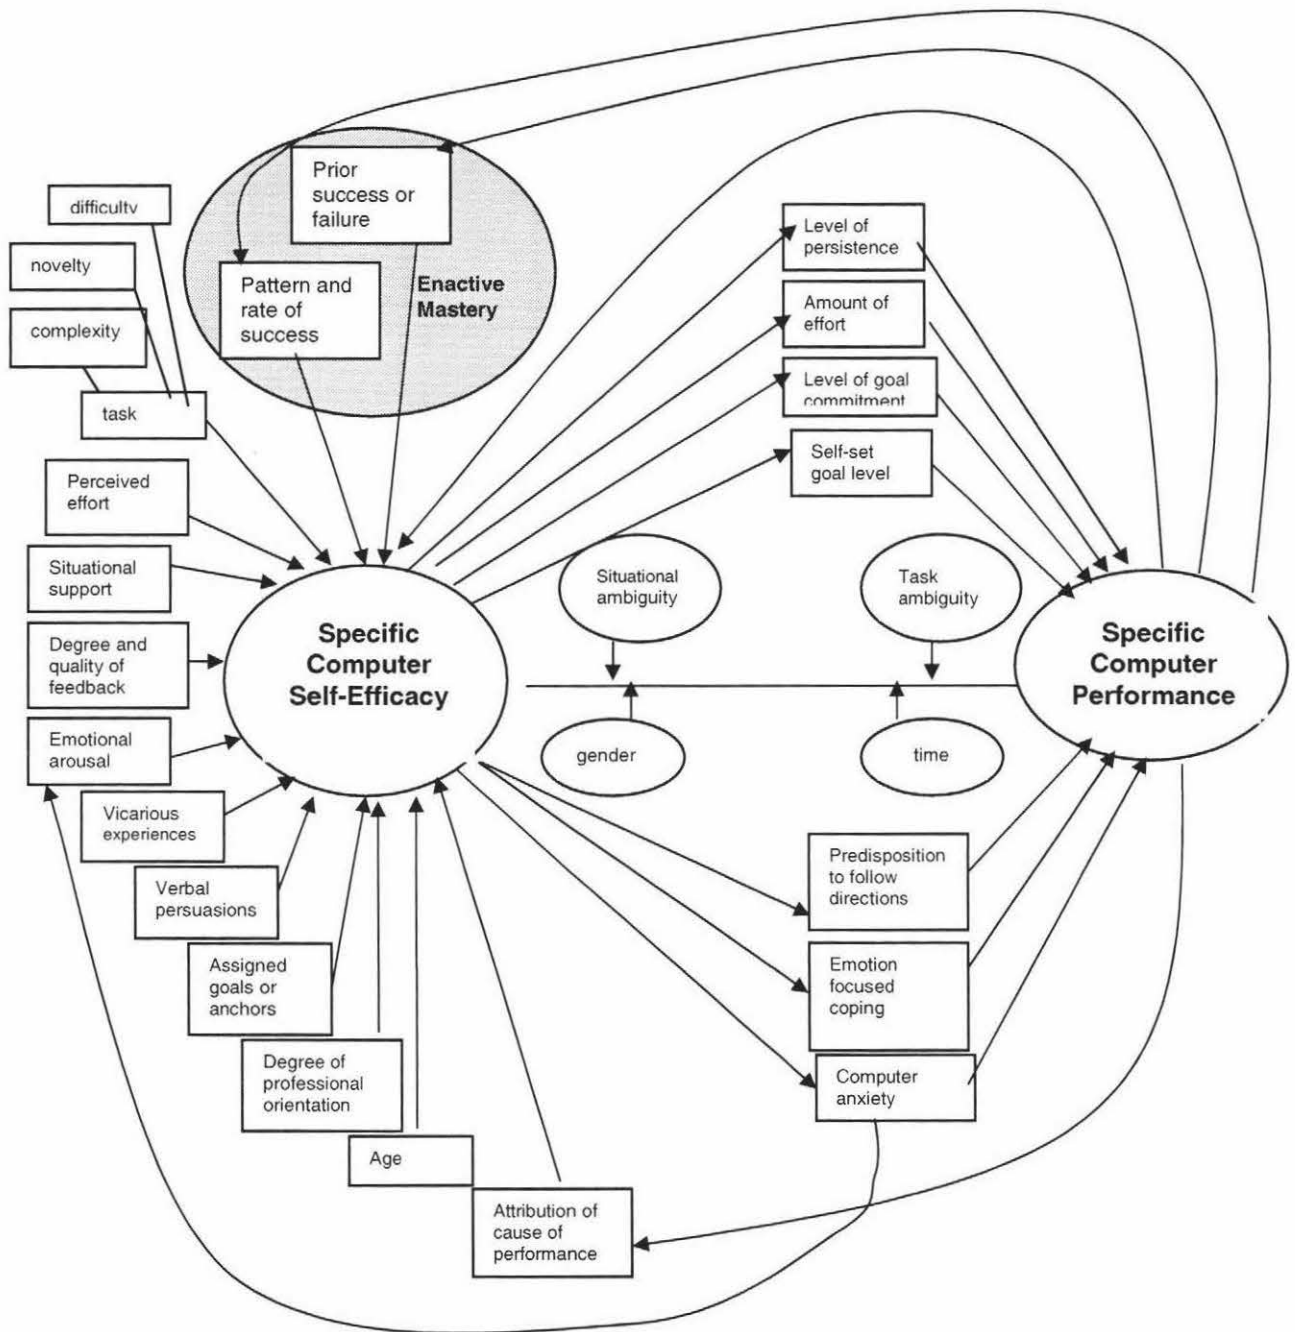 Prior
success or
failure
difficulty
novelty
Pattern and
rate of
success
Enactive
Mastery
complexity
task
Level of
persistence
Amount of
effort
Level of goal
commitment
Self-set
goal level
Perceived
effort
Situational
support
Degree and
quality of
feedback
Emotional
arousal
Vicarious
experiences
Verbal
persuasions
Assigned
goals or
anchors
Degree of
professional
orientation
Age
Attribution of
cause of
performance
Specific
Computer
Self-Efficacy
Situational
ambiguity
Task
ambiguity
gender
time
Specific
Computer
Performance
Predisposition
to follow
directions
Emotion
focused
coping
Computer
anxiety